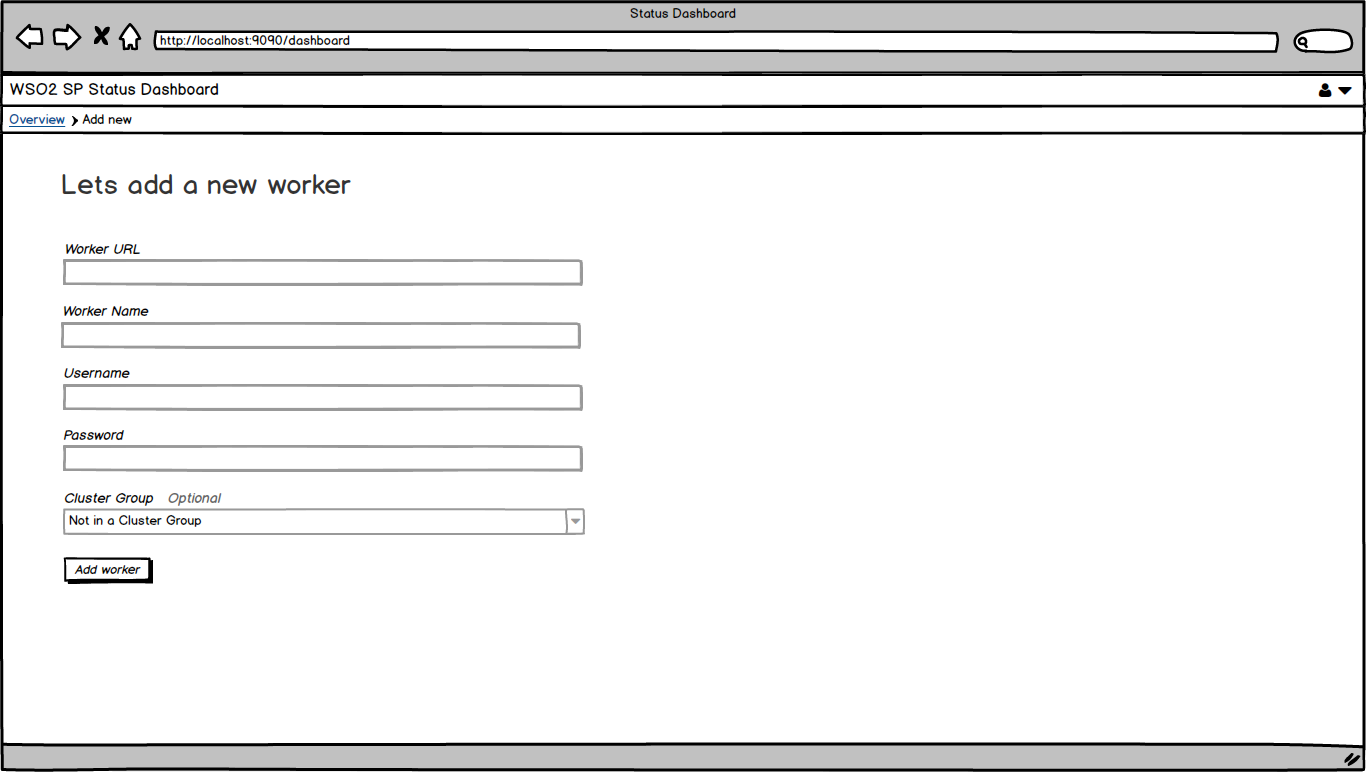 Status Dashboard
http://localhost:9090/dashboard
WSO2 SP Status Dashboard
Overview Add new
Lets add a new worker
Worker URL
Worker Name
Username
Password
Cluster Group Optional
Not in a Cluster Group
Add worker